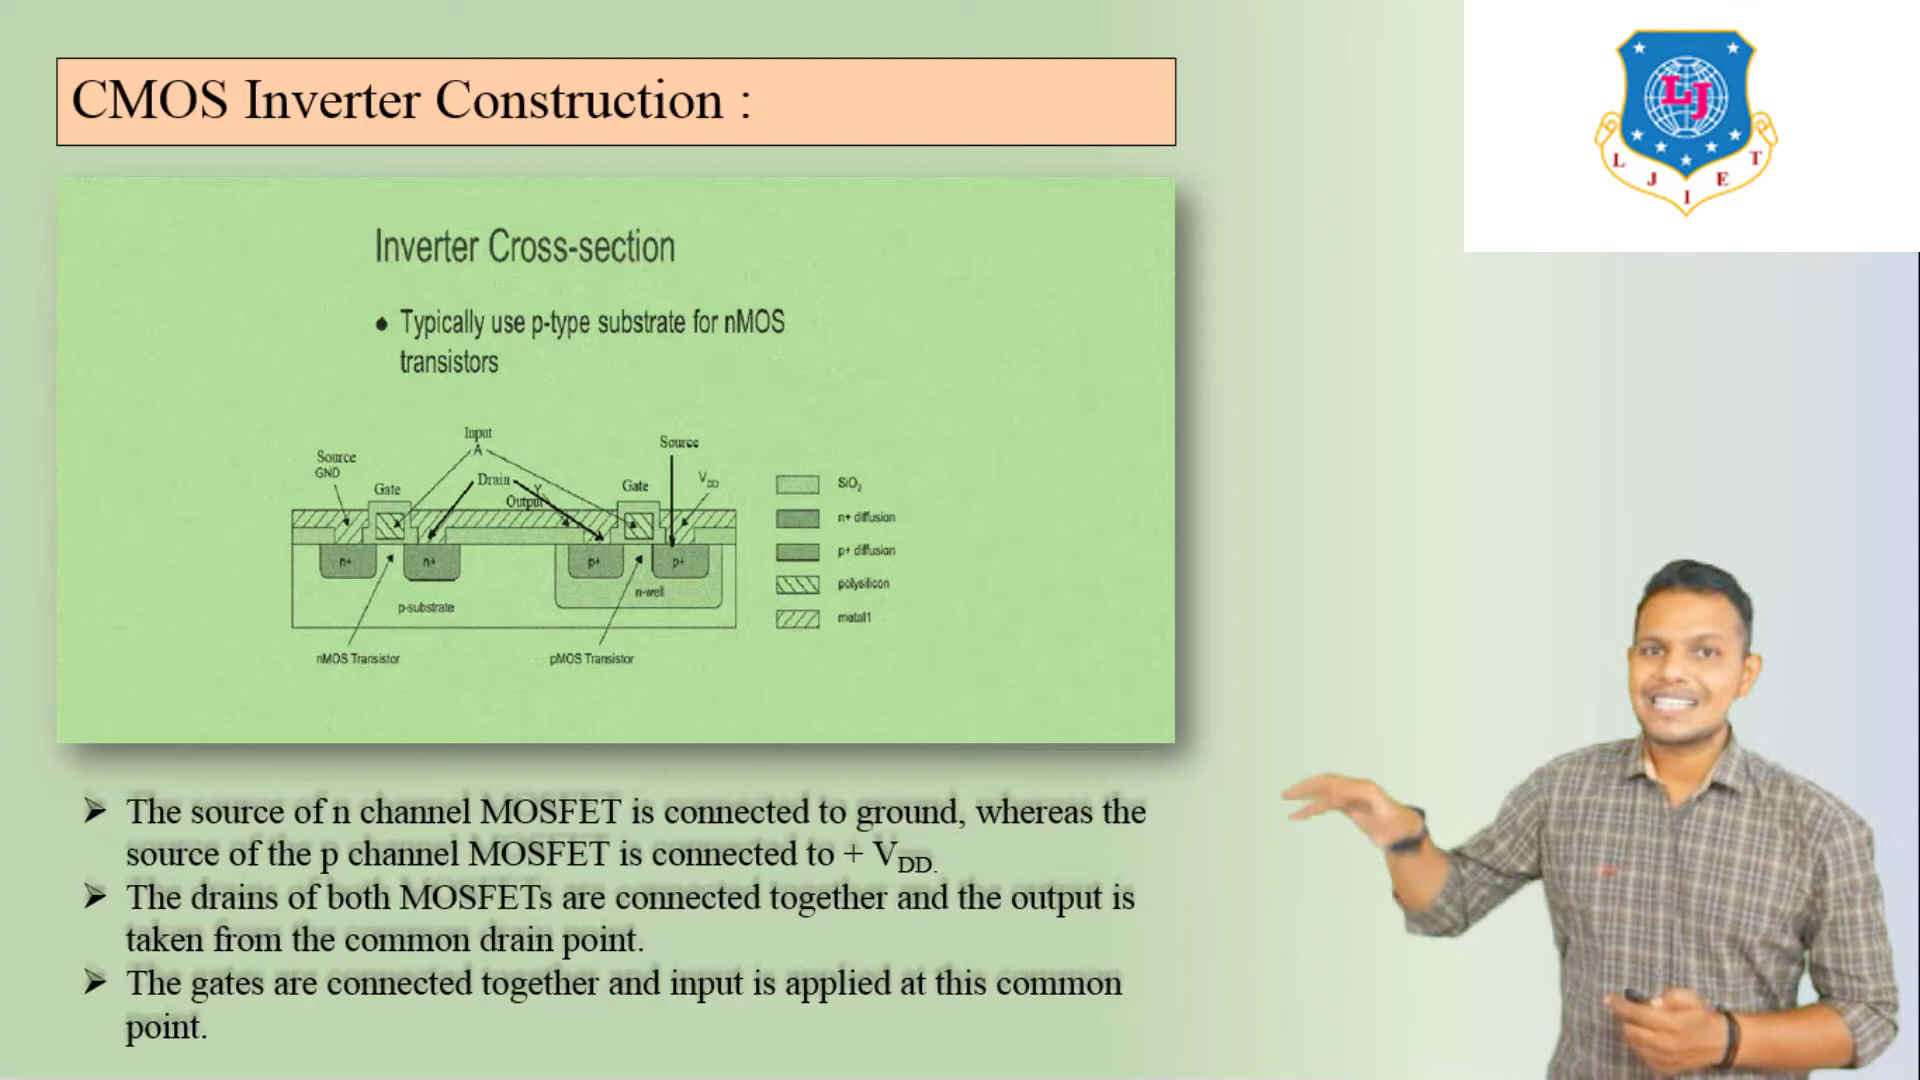 CMOS Inverter Construction :
LJ
L J I E T
Inverter Cross-section
● Typically use p-type substrate for nMOS
transistors
Input
A
Source
Source
GND
Drain
Y
Output
Gate
Gate
VDD
n+
n+
p+
p+
n-well
p-substrate
nMOS Transistor
pMOS Transistor
SiO₂
n+ diffusion
p+ diffusion
polysilicon
metal1
➢ The source of n channel MOSFET is connected to ground, whereas the
source of the p channel MOSFET is connected to + VDD.
➢ The drains of both MOSFETs are connected together and the output is
taken from the common drain point.
➢ The gates are connected together and input is applied at this common
point.